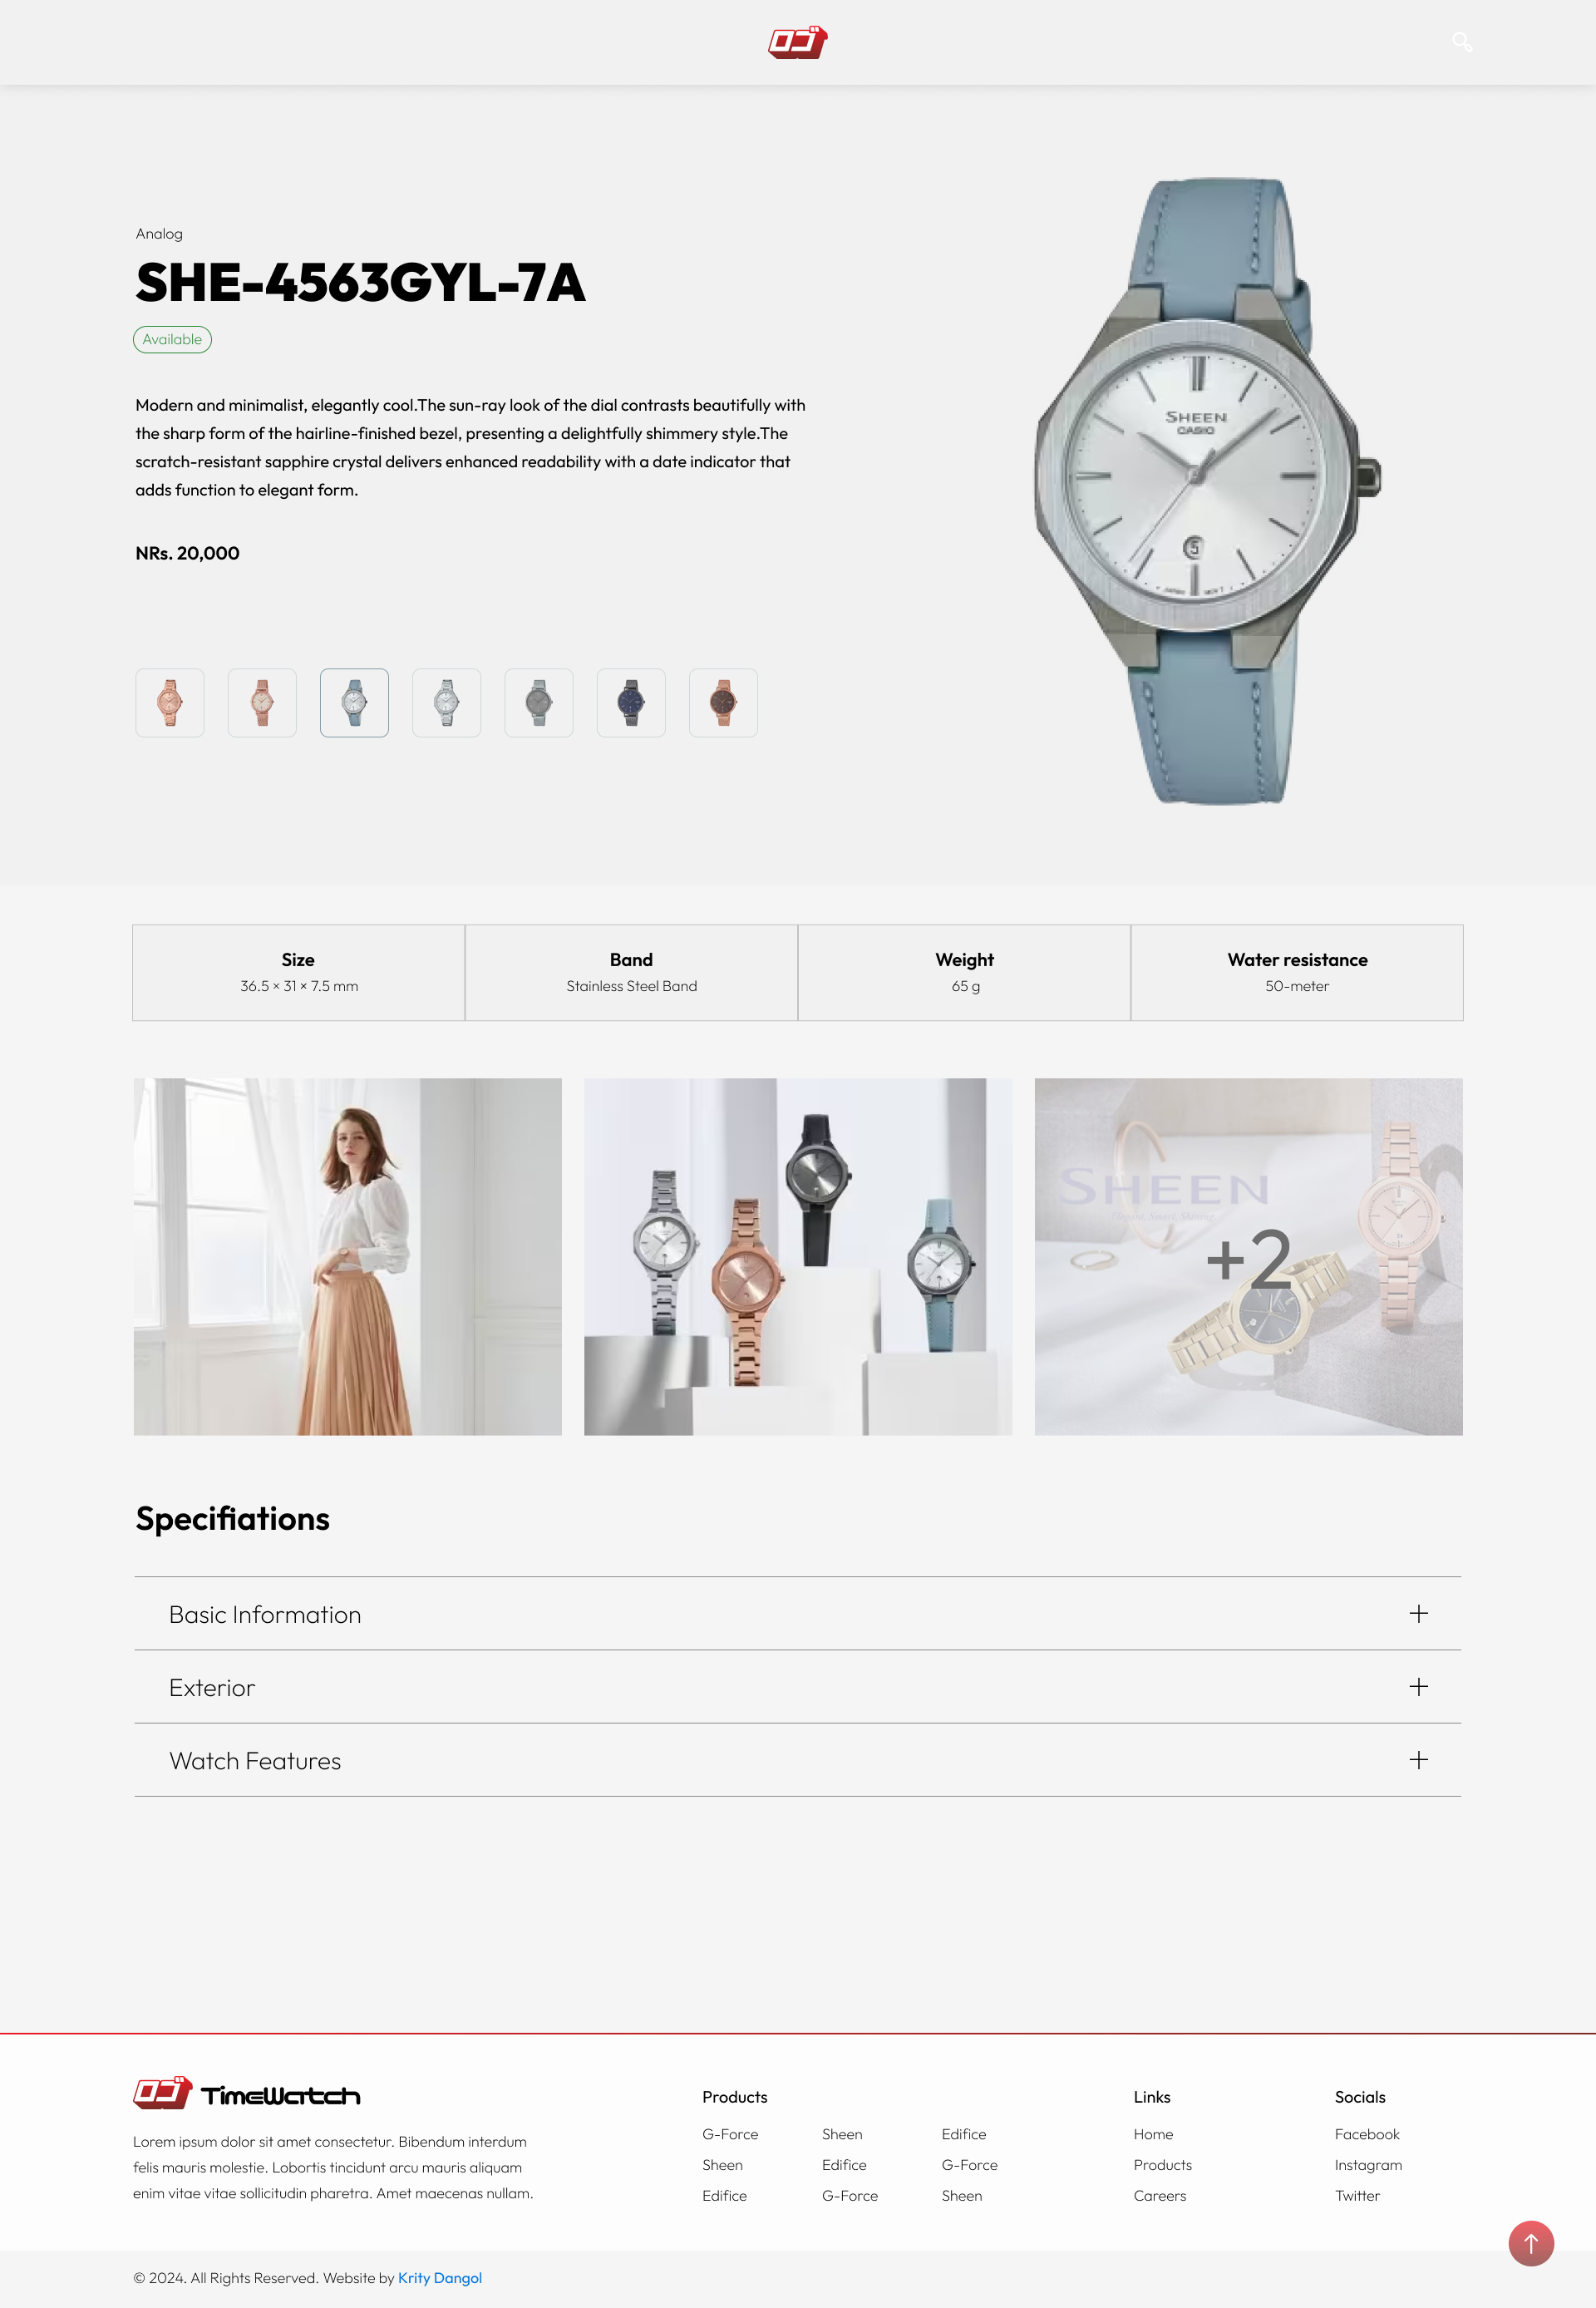 Analog
SHE-4563GYL-7A
Available
Modern and minimalist, elegantly cool.The sun-ray look of the dial contrasts beautifully with
the sharp form of the hairline-finished bezel, presenting a delightfully shimmery style.The
scratch-resistant sapphire crystal delivers enhanced readability with a date indicator that
adds function to elegant form.
NRs. 20,000
SHEEN
CASIO
5
JAPAN MOV'T
Size
36.5 × 31 × 7.5 mm
Band
Stainless Steel Band
Weight
65 g
Water resistance
50-meter
SHEEN
Elegant, Smart, Shining.
+2
Specifiations
Basic Information
Exterior
Watch Features
TimeWatch
Lorem ipsum dolor sit amet consectetur. Bibendum interdum
felis mauris molestie. Lobortis tincidunt arcu mauris aliquam
enim vitae vitae sollicitudin pharetra. Amet maecenas nullam.
Products
G-Force Sheen Edifice
Sheen Edifice G-Force
Edifice G-Force Sheen
Links
Home
Products
Careers
Socials
Facebook
Instagram
Twitter
© 2024. All Rights Reserved. Website by Krity Dangol